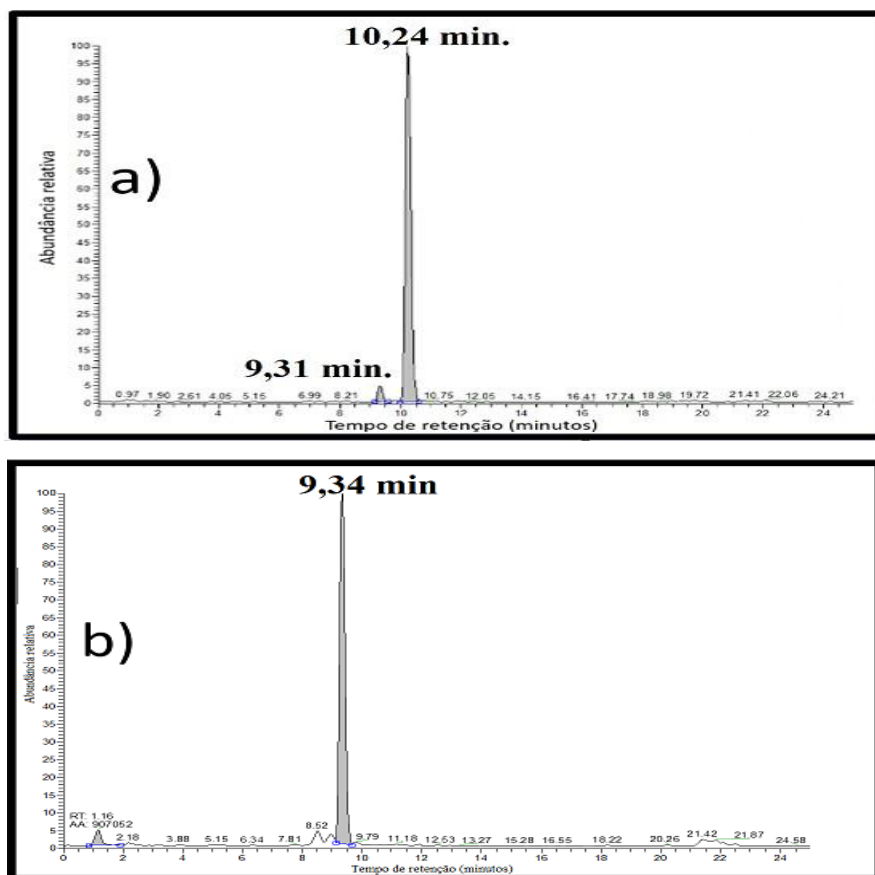 10,24 min.
100
95
90
85
80
75
70
65
60
55
50
45
40
35
30
25
20
15
10
5
0
Abundância relativa
a)
9,31 min.
0.97 1.90 2.61 4.05 5.15 6.99 8.21 10.75 12.05 14.15 16.41 17.74 18.98 19.72 21.41 22.06 24.21
0 2 4 6 8 10 12 14 16 18 20 22 24
Tempo de retenção (minutos)
9,34 min
100
95
90
85
80
75
70
65
60
55
50
45
40
35
30
25
20
15
10
5
0
Abundância relativa
b)
RT: 1.16
AA: 907052
2.18 3.88 5.15 6.34 7.81 8.52 9.79 11.18 12.53 13.27 15.28 16.55 18.22 20.26 21.42 21.87 24.58
0 2 4 6 8 10 12 14 16 18 20 22 24
Tempo de retenção (minutos)